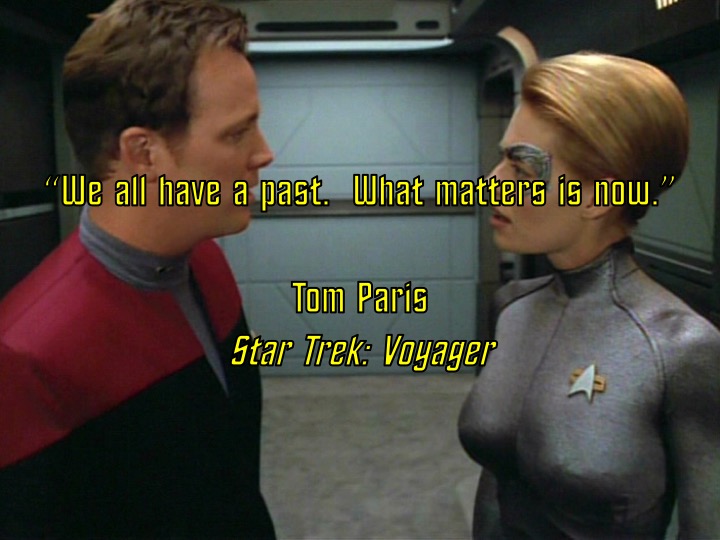 “We all have a past.  What matters is now.”
Tom Paris
Star Trek: Voyager